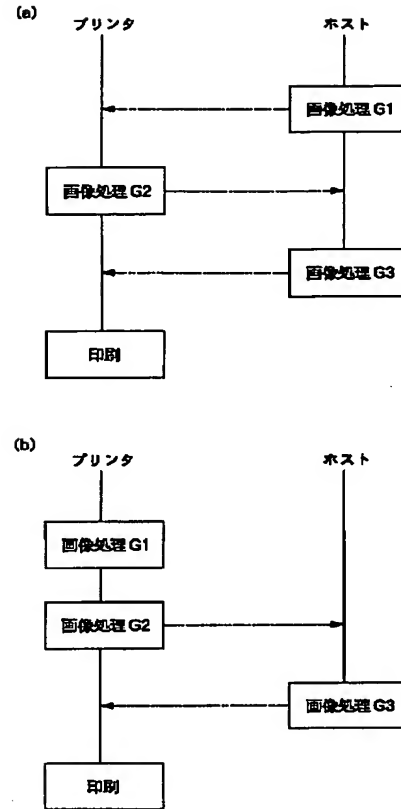 (a)
プリンタ ホスト
画像処理 G1
画像処理 G2
画像処理 G3
印刷
(b)
プリンタ ホスト
画像処理 G1
画像処理 G2
画像処理 G3
印刷